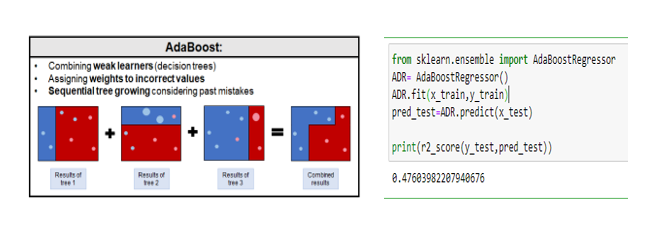 AdaBoost:
• Combining weak learners (decision trees)
• Assigning weights to incorrect values
• Sequential tree growing considering past mistakes
+ + =
Results of tree 1
Results of tree 2
Results of tree 3
Combined results
from sklearn.ensemble import AdaBoostRegressor
ADR= AdaBoostRegressor()
ADR.fit(x_train,y_train)
pred_test=ADR.predict(x_test)
print(r2_score(y_test,pred_test))
0.47603982207940676